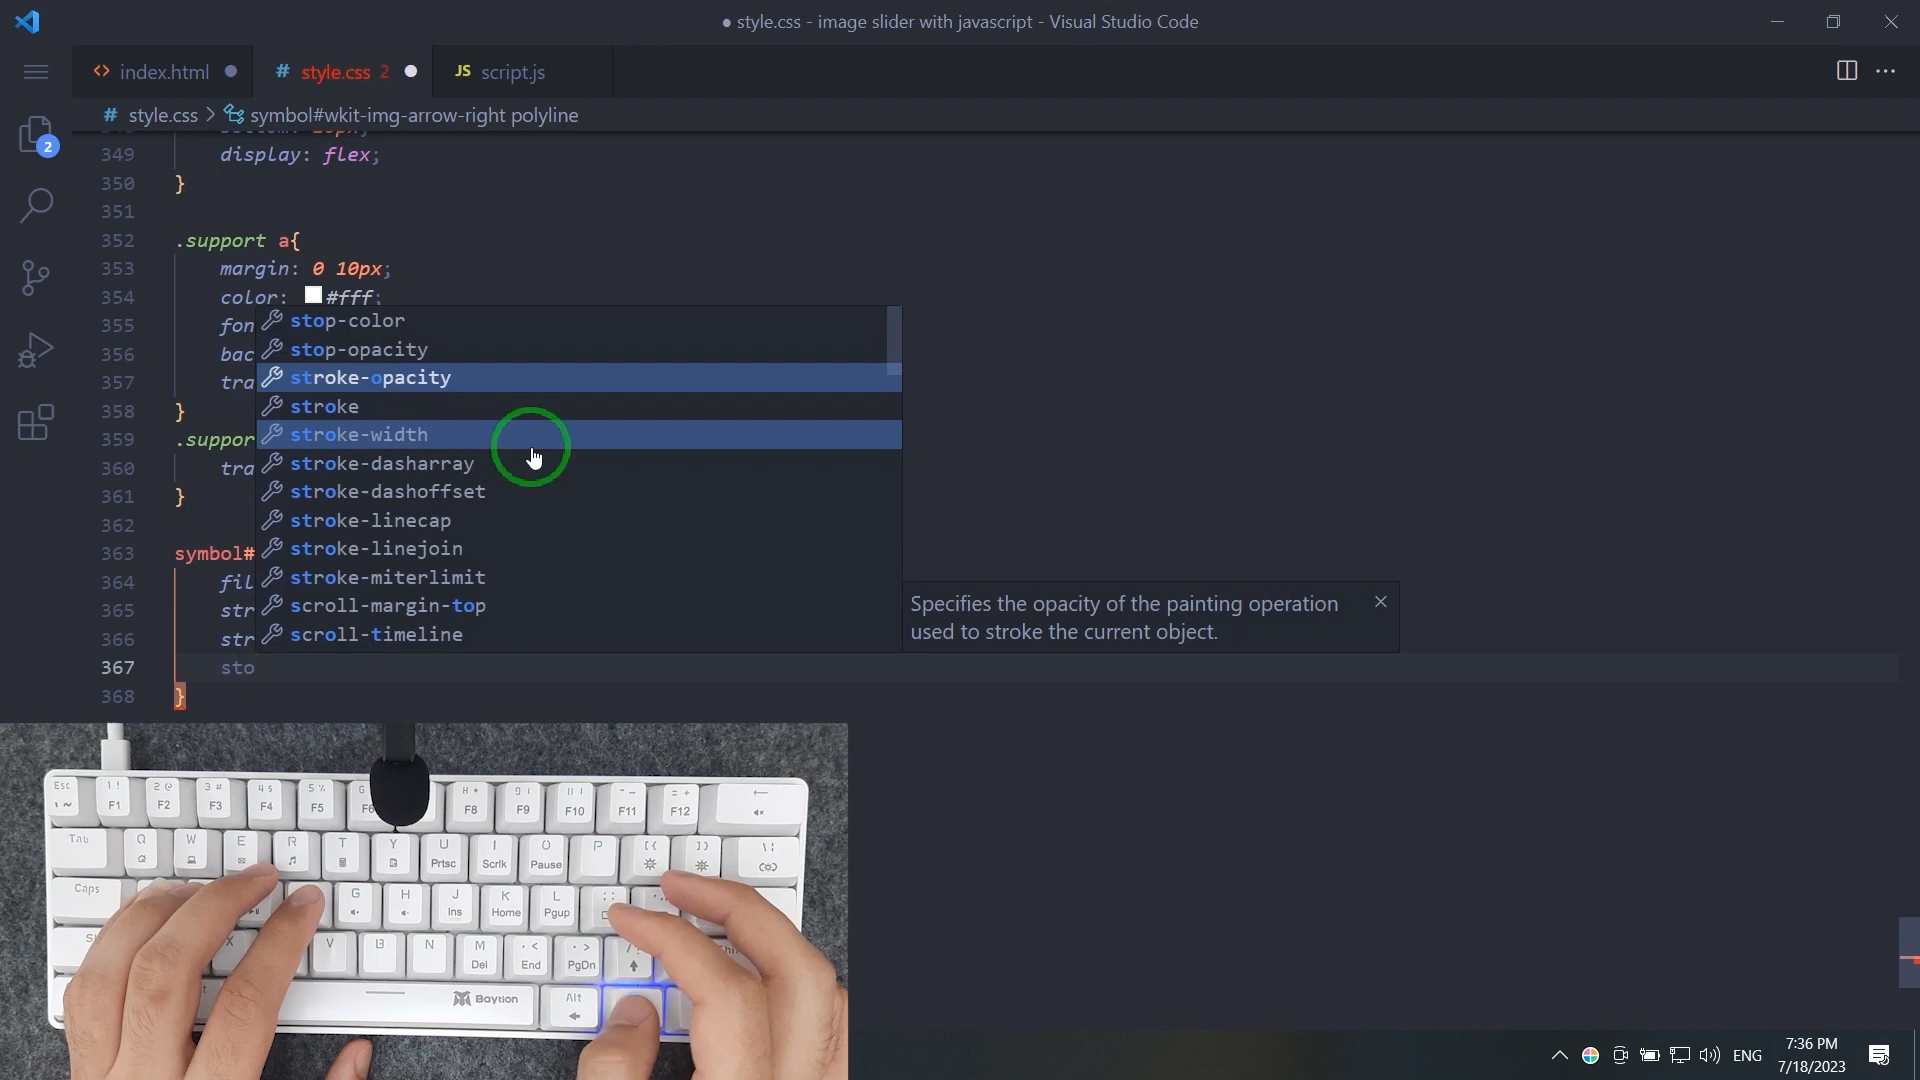 ● style.css - image slider with javascript - Visual Studio Code
<> index.html ●
# style.css 2 ●
JS script.js
# style.css > symbol#wkit-img-arrow-right polyline
349 display: flex;
350 }
351
352 .support a{
353 margin: 0 10px;
354 color: #fff;
355 fon
356 bac
357 tra
358 }
359 .suppor
360 tra
361 }
362
363 symbol#
364 fil
365 str
366 str
367 sto
368 }
stop-color
stop-opacity
stroke-opacity
stroke
stroke-width
stroke-dasharray
stroke-dashoffset
stroke-linecap
stroke-linejoin
stroke-miterlimit
scroll-margin-top
scroll-timeline
Specifies the opacity of the painting operation
used to stroke the current object.
2
Esc 1 ! 2 @ 3 # 4 $ 5 %
F1 F2 F3 F4 F5 F8 F9 F10 F11 F12
Tab Q W E R T Y U I O P
Prtsc Scrlk Pause
Caps G H J K L
Ins Home Pgup
X V B N M
Del End PgDn
Baytion Alt
ENG
7:36 PM
7/18/2023